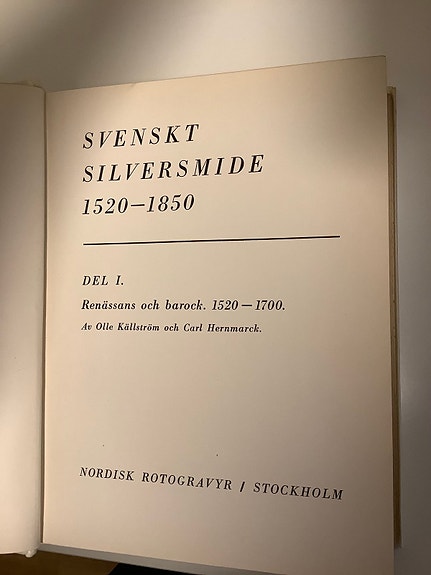 SVENSKT
SILVERSMIDE
1520—1850
DEL I.
Renässans och barock. 1520—1700.
Av Olle Källström och Carl Hernmarck.
NORDISK ROTOGRAVYR / STOCKHOLM